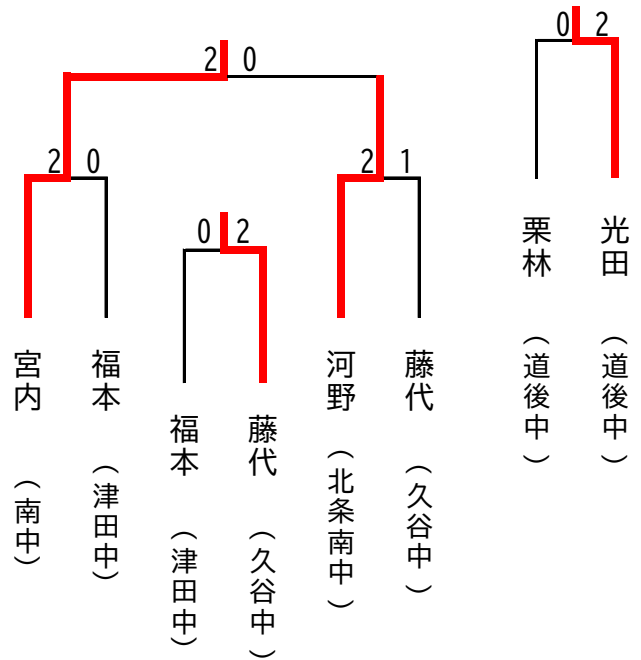 0 2
2 0
2 0
2 1
0 2
宮内（南中）
福本（津田中）
福本（津田中）
藤代（久谷中）
河野（北条南中）
藤代（久谷中）
栗林（道後中）
光田（道後中）